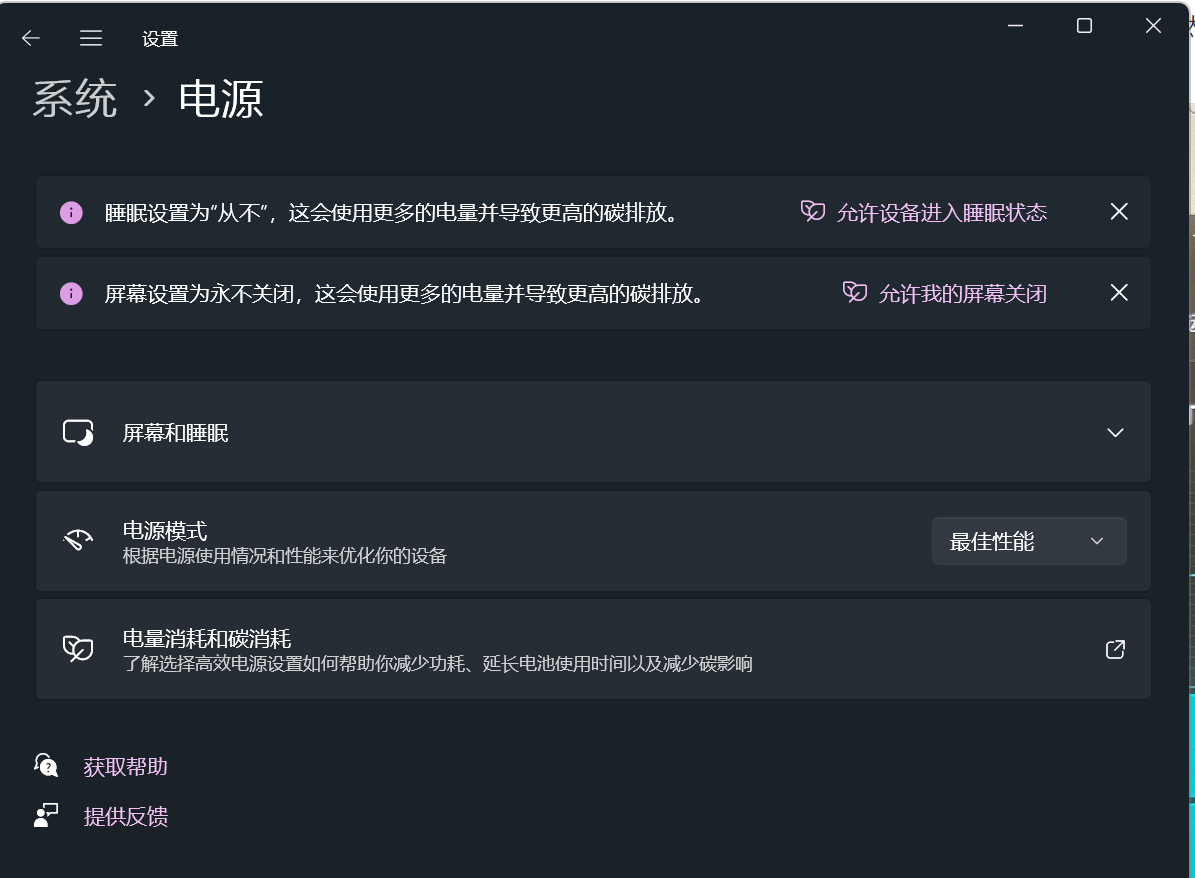 设置
系统 › 电源
睡眠设置为“从不”，这会使用更多的电量并导致更高的碳排放。 允许设备进入睡眠状态
屏幕设置为永不关闭，这会使用更多的电量并导致更高的碳排放。 允许我的屏幕关闭
屏幕和睡眠
电源模式
根据电源使用情况和性能来优化你的设备
最佳性能
电量消耗和碳消耗
了解选择高效电源设置如何帮助你减少功耗、延长电池使用时间以及减少碳影响
获取帮助
提供反馈